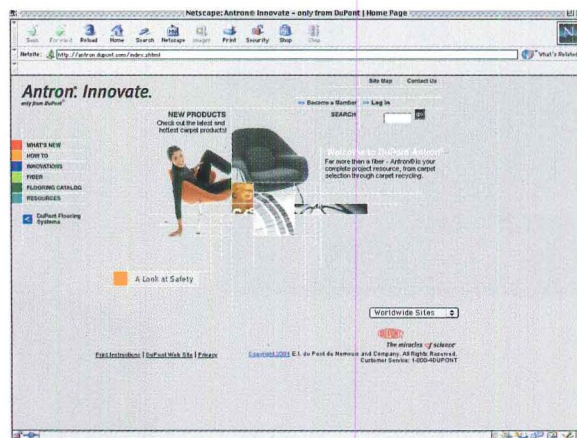 Netscape: Antron® Innovate - only from DuPont | Home Page
Back Forward Reload Home Search Netscape Images Print Security Shop Stop
Netsite: http://antron.dupont.com/index.shtml What's Related
Site Map Contact Us
Antron® Innovate.
only from DuPont
Become a Member Log In
SEARCH GO
NEW PRODUCTS
Check out the latest and
hottest carpet products!
Welcome to DuPont Antron®
Far more than a fiber - Antron® is your
complete project resource, from carpet
selection through carpet recycling.
WHAT'S NEW
HOW TO
INNOVATIONS
FIBER
FLOORING CATALOG
RESOURCES
DuPont Flooring
Systems
A Look at Safety
Worldwide Sites
DUPONT
The miracles of science
Print Instructions | DuPont Web Site | Privacy
Copyright 2001 E.I. du Pont de Nemours and Company. All Rights Reserved.
Customer Service: 1-800-4DUPONT